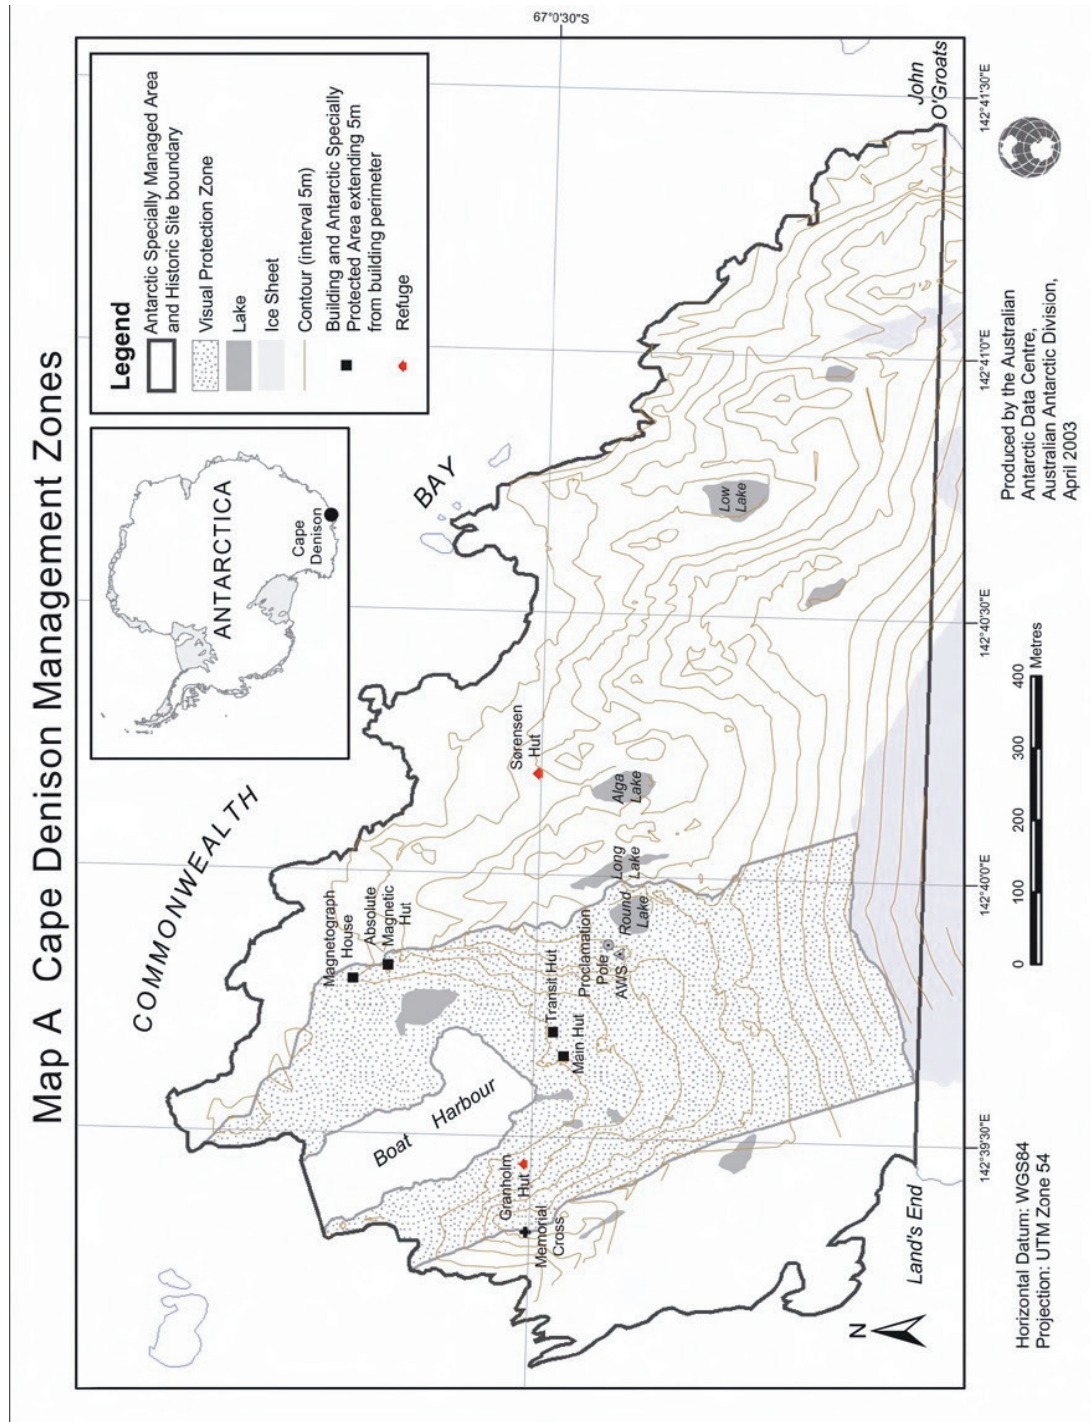 Map A Cape Denison Management Zones
Legend
Antarctic Specially Managed Area
and Historic Site boundary
Visual Protection Zone
Lake
Ice Sheet
Contour (interval 5m)
Building and Antarctic Specially
Protected Area extending 5m
from building perimeter
Refuge
ANTARCTICA
Cape
Denison
COMMONWEALTH
BAY
67°0'30"S
Magnetograph
House
Absolute
Magnetic
Hut
Boat Harbour
Sørensen
Hut
Granholm
Hut
Memorial
Cross
Transit Hut
Main Hut
Proclamation
Pole
AWS
Round
Lake
Long
Lake
Alga
Lake
Low
Lake
John
O'Groats
Land's End
N
142°39'30"E
142°40'0"E
142°40'30"E
142°41'0"E
142°41'30"E
Horizontal Datum: WGS84
Projection: UTM Zone 54
0 100 200 300 400
Metres
Produced by the Australian
Antarctic Data Centre,
Australian Antarctic Division,
April 2003